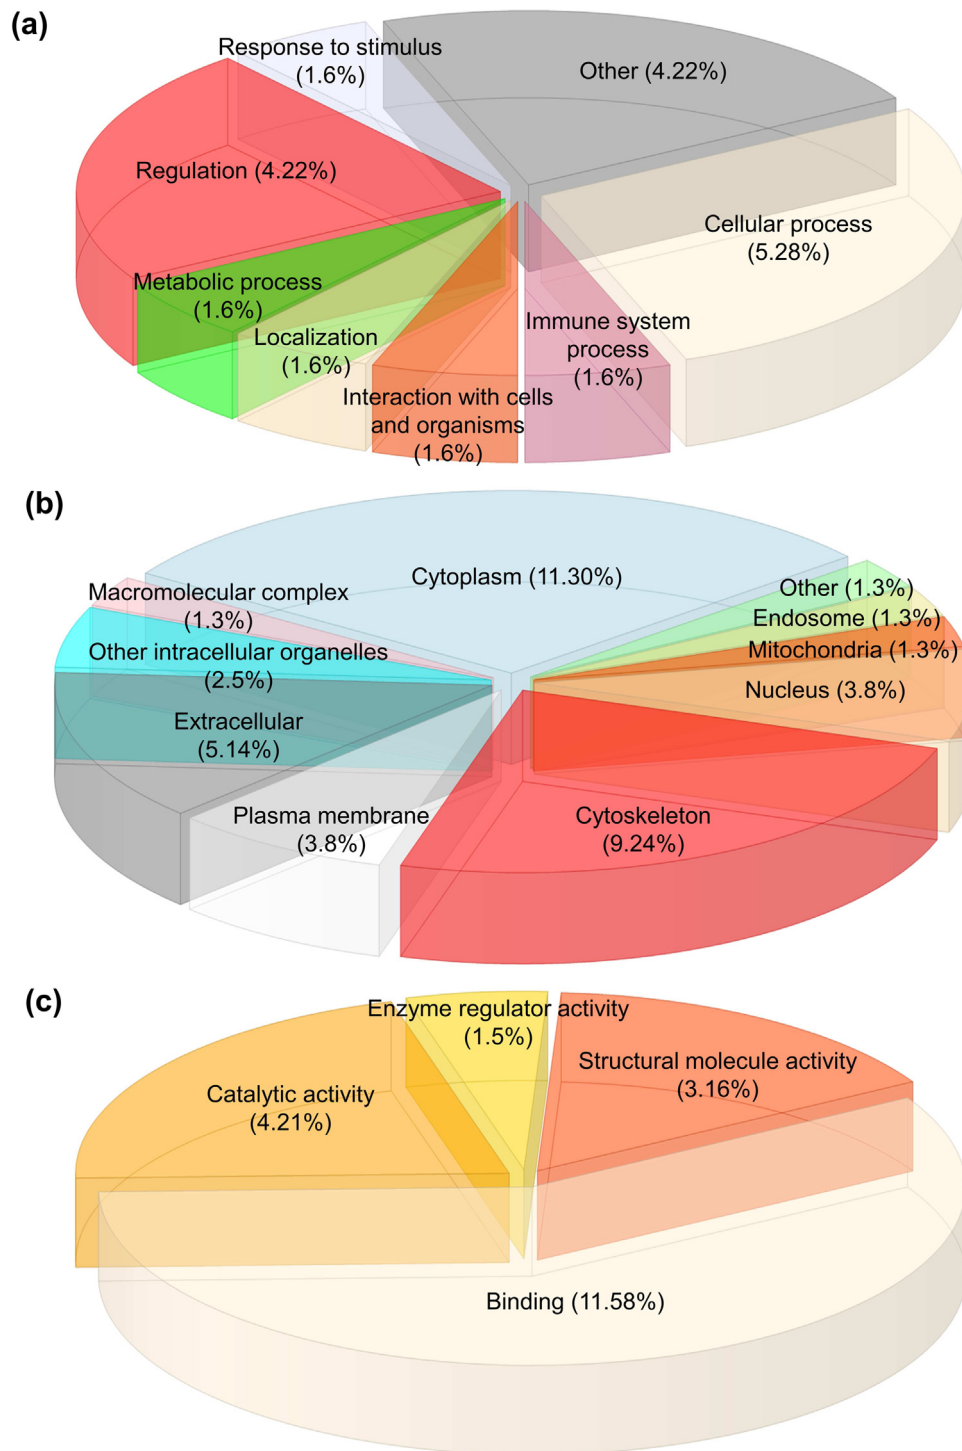 (a)
Response to stimulus
(1.6%)
Other (4.22%)
Regulation (4.22%)
Cellular process
(5.28%)
Metabolic process
(1.6%)
Localization
(1.6%)
Immune system
process
(1.6%)
Interaction with cells
and organisms
(1.6%)
(b)
Cytoplasm (11.30%)
Macromolecular complex
(1.3%)
Other (1.3%)
Endosome (1.3%)
Other intracellular organelles
(2.5%)
Mitochondria (1.3%)
Nucleus (3.8%)
Extracellular
(5.14%)
Plasma membrane
(3.8%)
Cytoskeleton
(9.24%)
(c)
Enzyme regulator activity
(1.5%)
Structural molecule activity
(3.16%)
Catalytic activity
(4.21%)
Binding (11.58%)